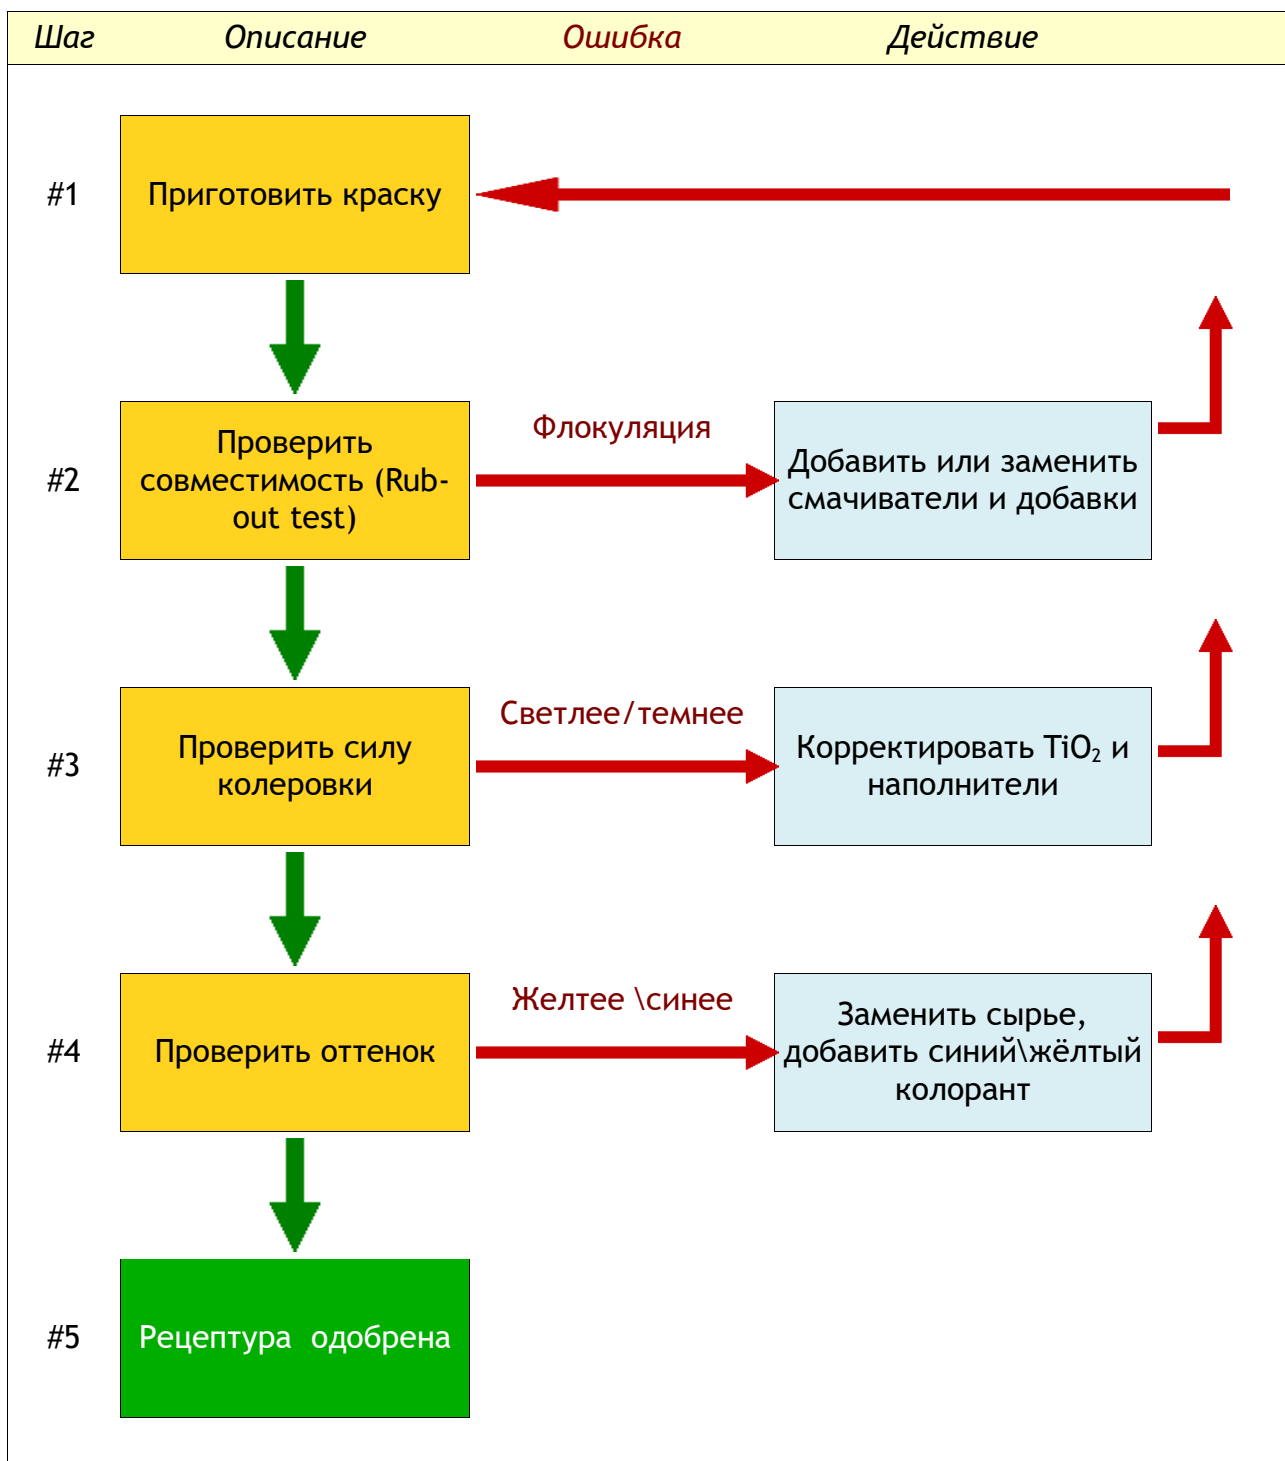 Шаг Описание Ошибка Действие
#1
Приготовить краску
#2
Проверить
совместимость (Rub-
out test)
Флокуляция
Добавить или заменить
смачиватели и добавки
#3
Проверить силу
колеровки
Светлее/темнее
Корректировать TiO₂ и
наполнители
#4
Проверить оттенок
Желтее \синее
Заменить сырье,
добавить синий\жёлтый
колорант
#5
Рецептура одобрена